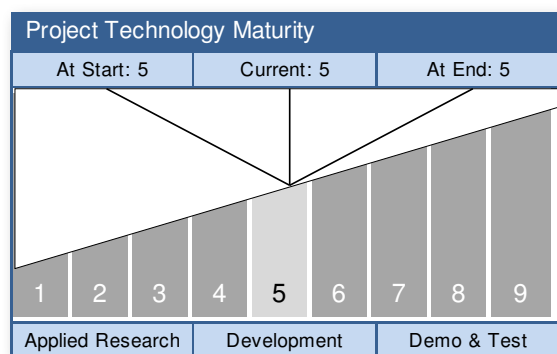 Project Technology Maturity
At Start: 5 Current: 5 At End: 5
1 2 3 4 5 6 7 8 9
Applied Research Development Demo & Test